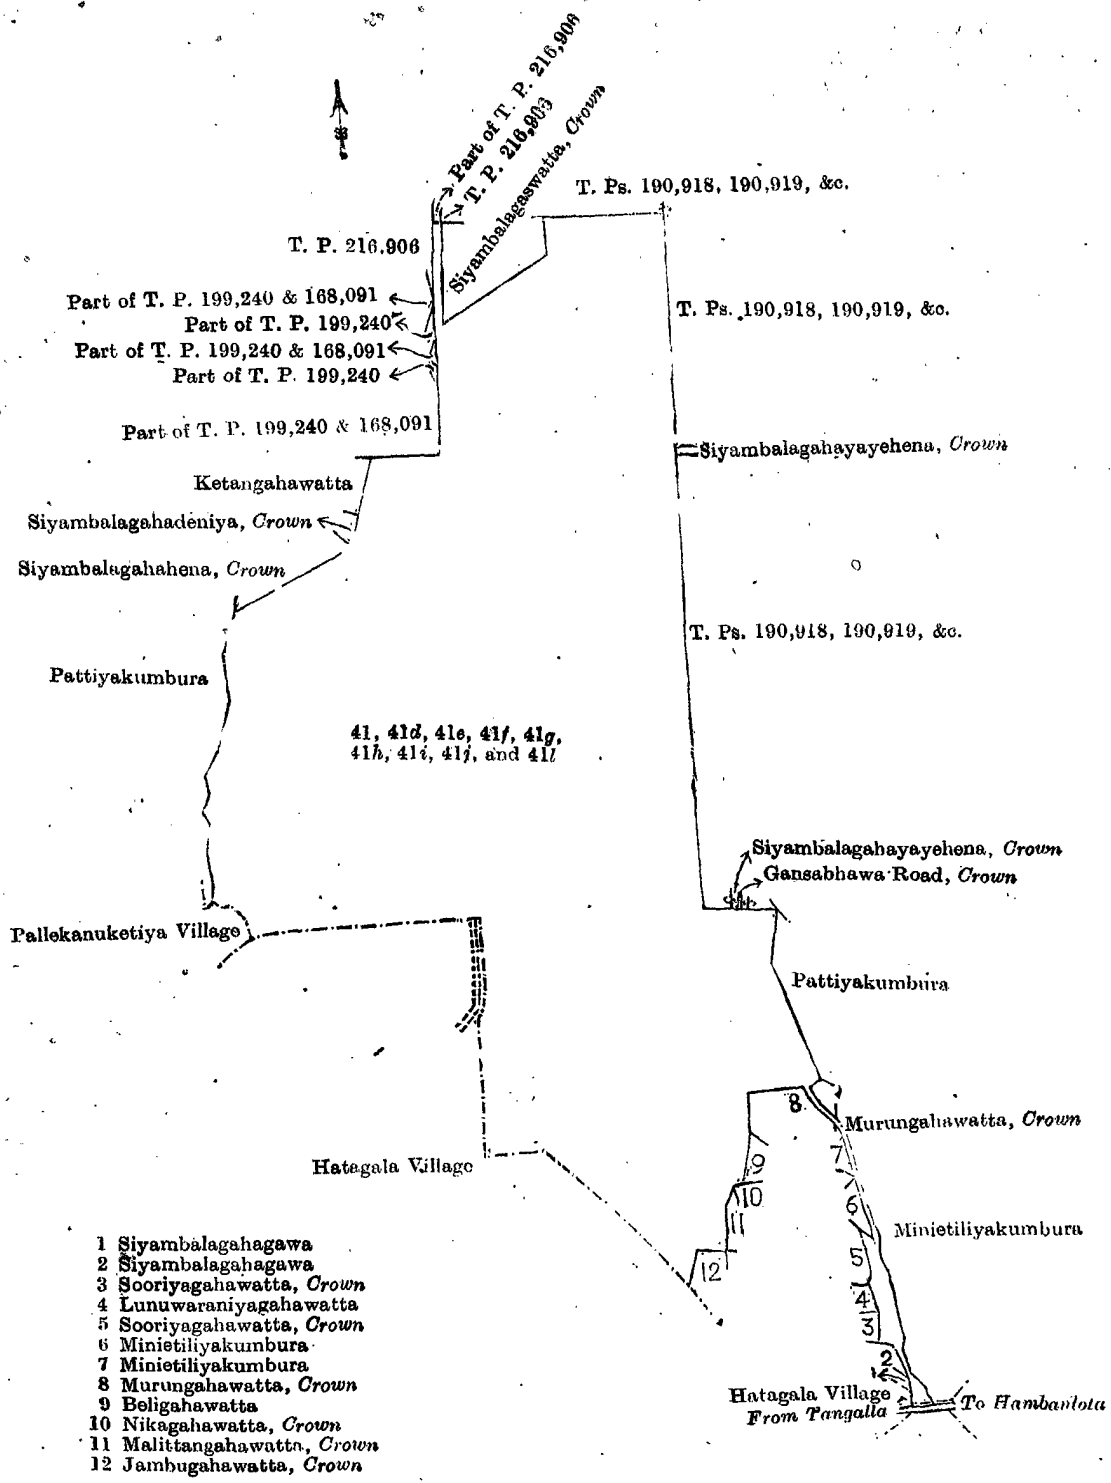 Part of T. P. 216,906
T. P. 216,906
Siyambalagaswatta, Crown
T. Ps. 190,918, 190,919, &c.
T. P. 216,906
Part of T. P. 199,240 & 168,091
T. Ps. 190,918, 190,919, &c.
Part of T. P. 199,240
Part of T. P. 199,240 & 168,091
Part of T. P. 199,240
Part of T. P. 199,240 & 168,091
Siyambalagahayayehena, Crown
Ketangahawatta
Siyambalagahadeniya, Crown
Siyambalagahahena, Crown
T. Ps. 190,918, 190,919, &c.
Pattiyakumbura
41, 41d, 41e, 41f, 41g,
41h, 41i, 41j, and 41l
Siyambalagahayayehena, Crown
Gansabhawa Road, Crown
Pallekanuketiya Village
Pattiyakumbura
8
1
Murungahawatta, Crown
7
Hatagala Village
9
10
6
11
Minietiliyakumbura
5
12
4
3
2
1 Siyambalagahagawa
2 Siyambalagahagawa
3 Sooriyagahawatta, Crown
4 Lunuwaraniyagahawatta
5 Sooriyagahawatta, Crown
6 Minietiliyakumbura
7 Minietiliyakumbura
8 Murungahawatta, Crown
9 Beligahawatta
10 Nikagahawatta, Crown
11 Malittangahawatta, Crown
12 Jambugahawatta, Crown
Hatagala Village
From Tangalla
To Hambantota